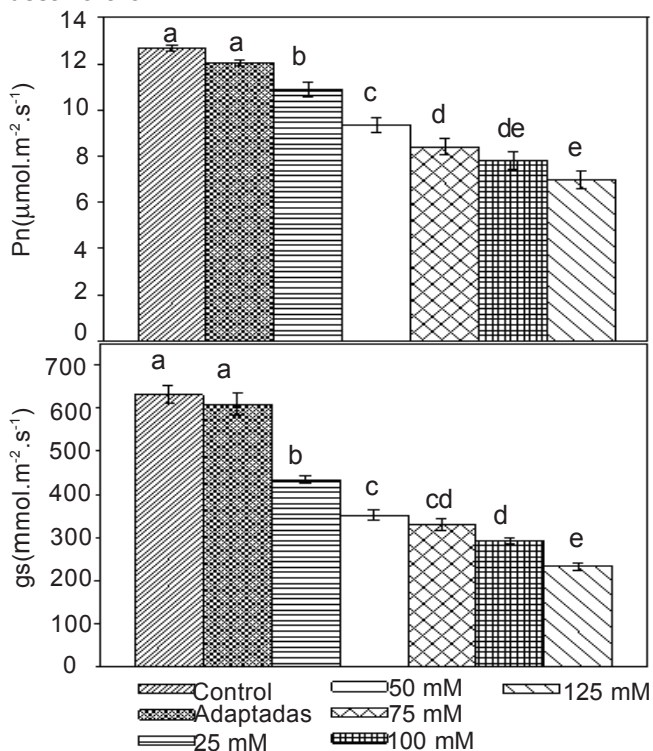 14
12
10
8
6
4
2
0
Pn(µmol.m-2.s-1)
a
a
b
c
d
de
e
700
600
500
400
300
200
100
0
gs(mmol.m-2.s-1)
a
a
b
c
cd
d
e
Control
50 mM
125 mM
Adaptadas
75 mM
25 mM
100 mM